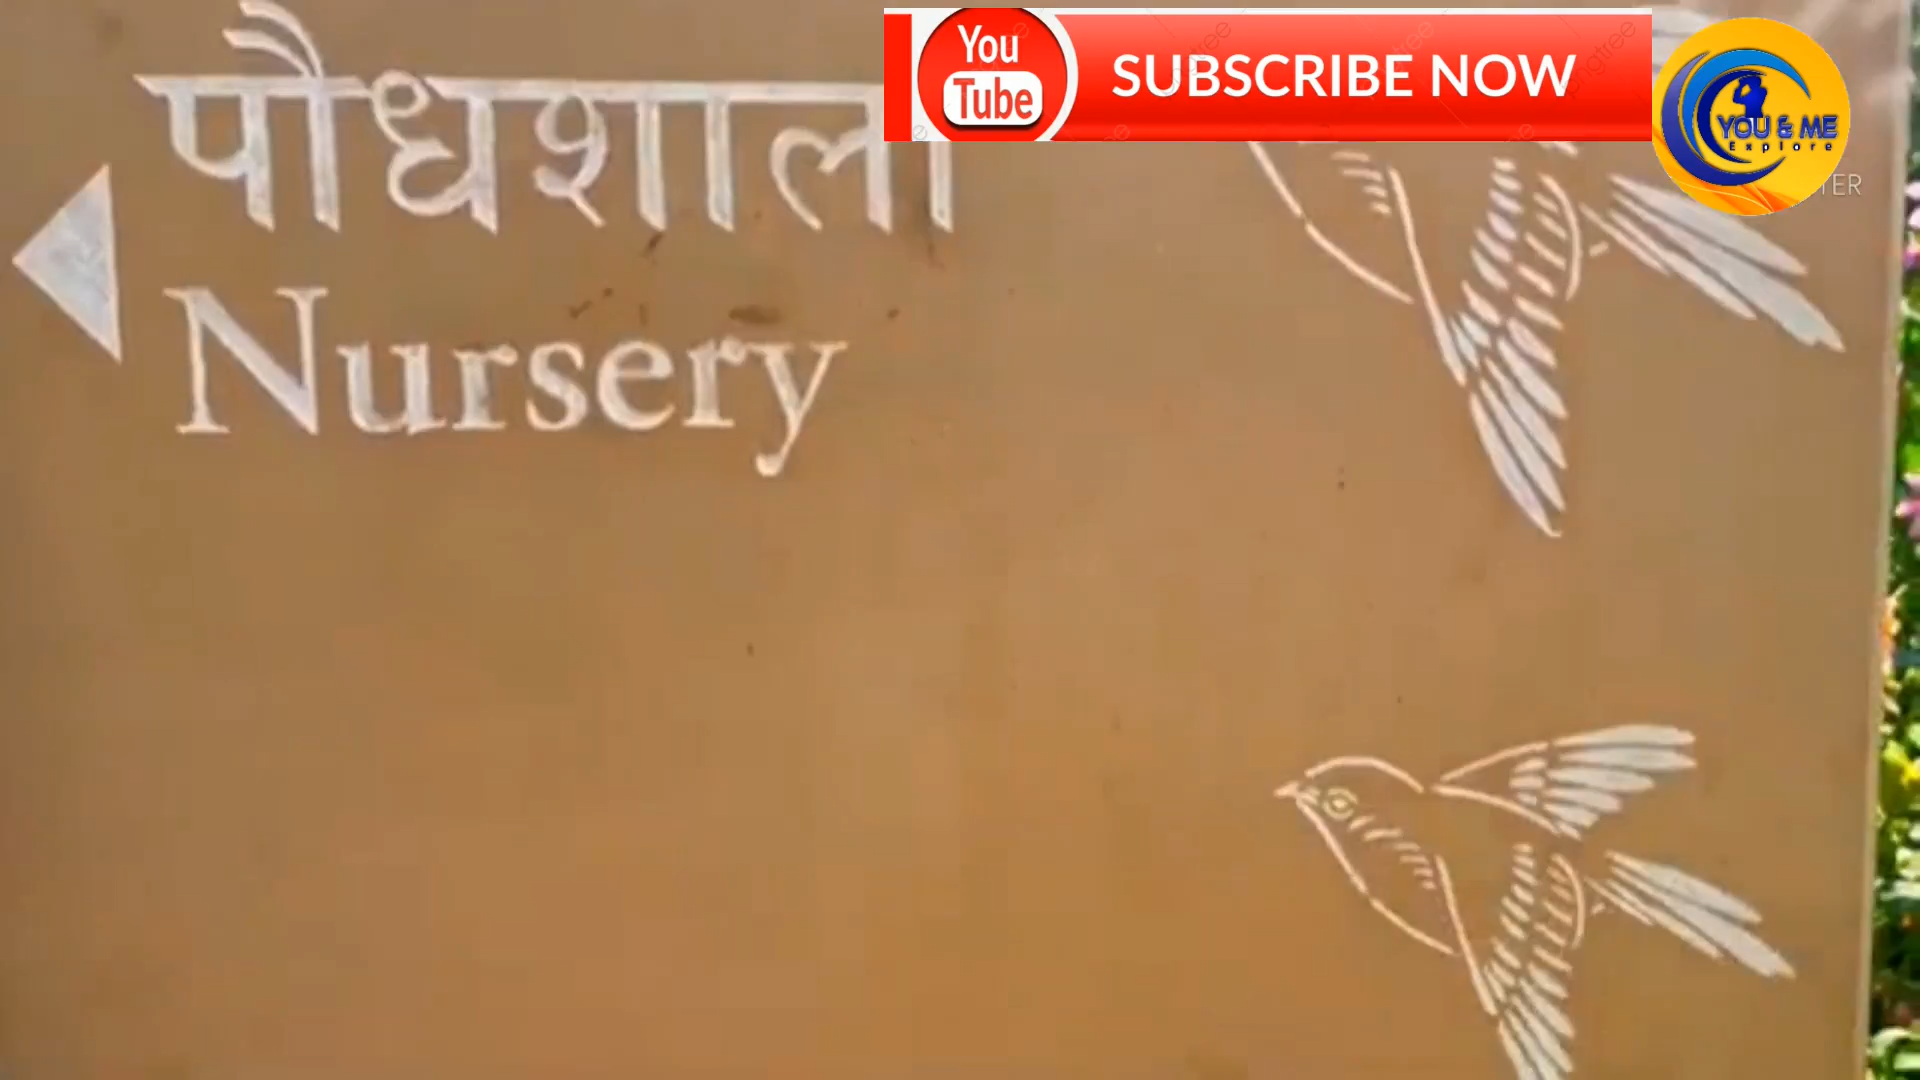 पौधशाला
Nursery
You
Tube
SUBSCRIBE NOW
YOU & ME
Explore